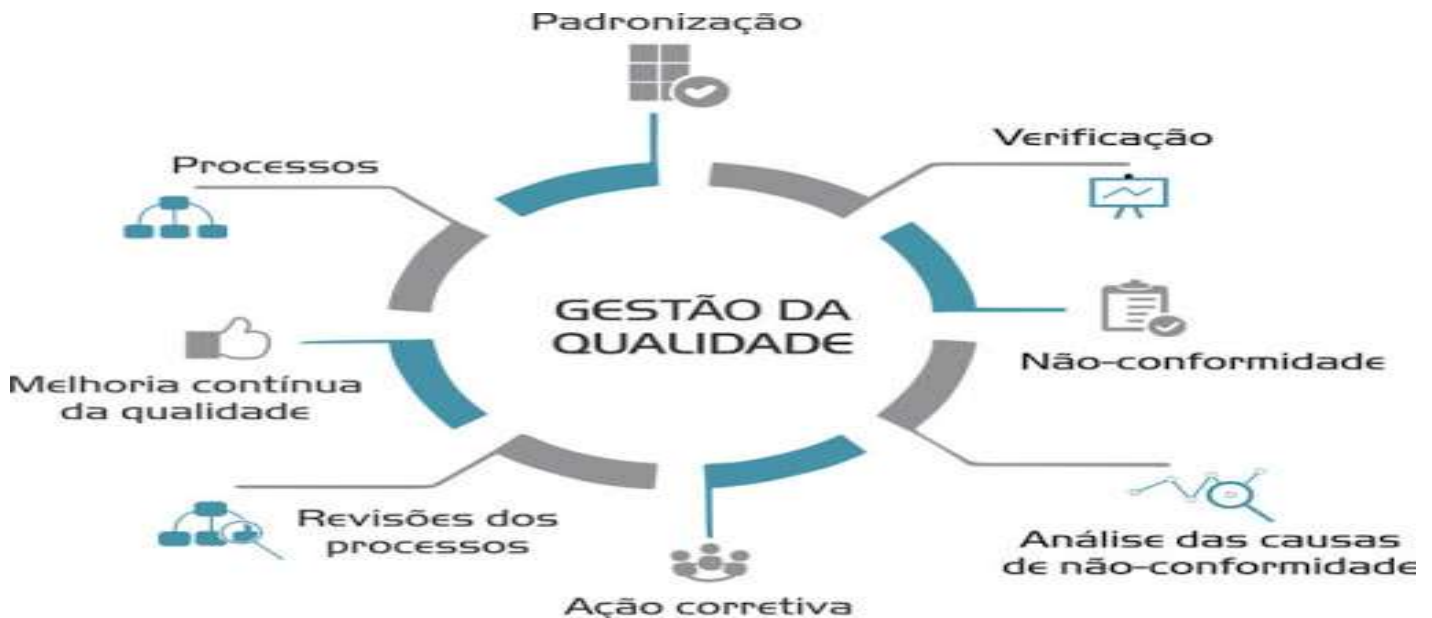 Padronização
Verificação
Processos
GESTÃO DA
QUALIDADE
Não-conformidade
Melhoria contínua
da qualidade
Revisões dos
processos
Análise das causas
de não-conformidade
Ação corretiva